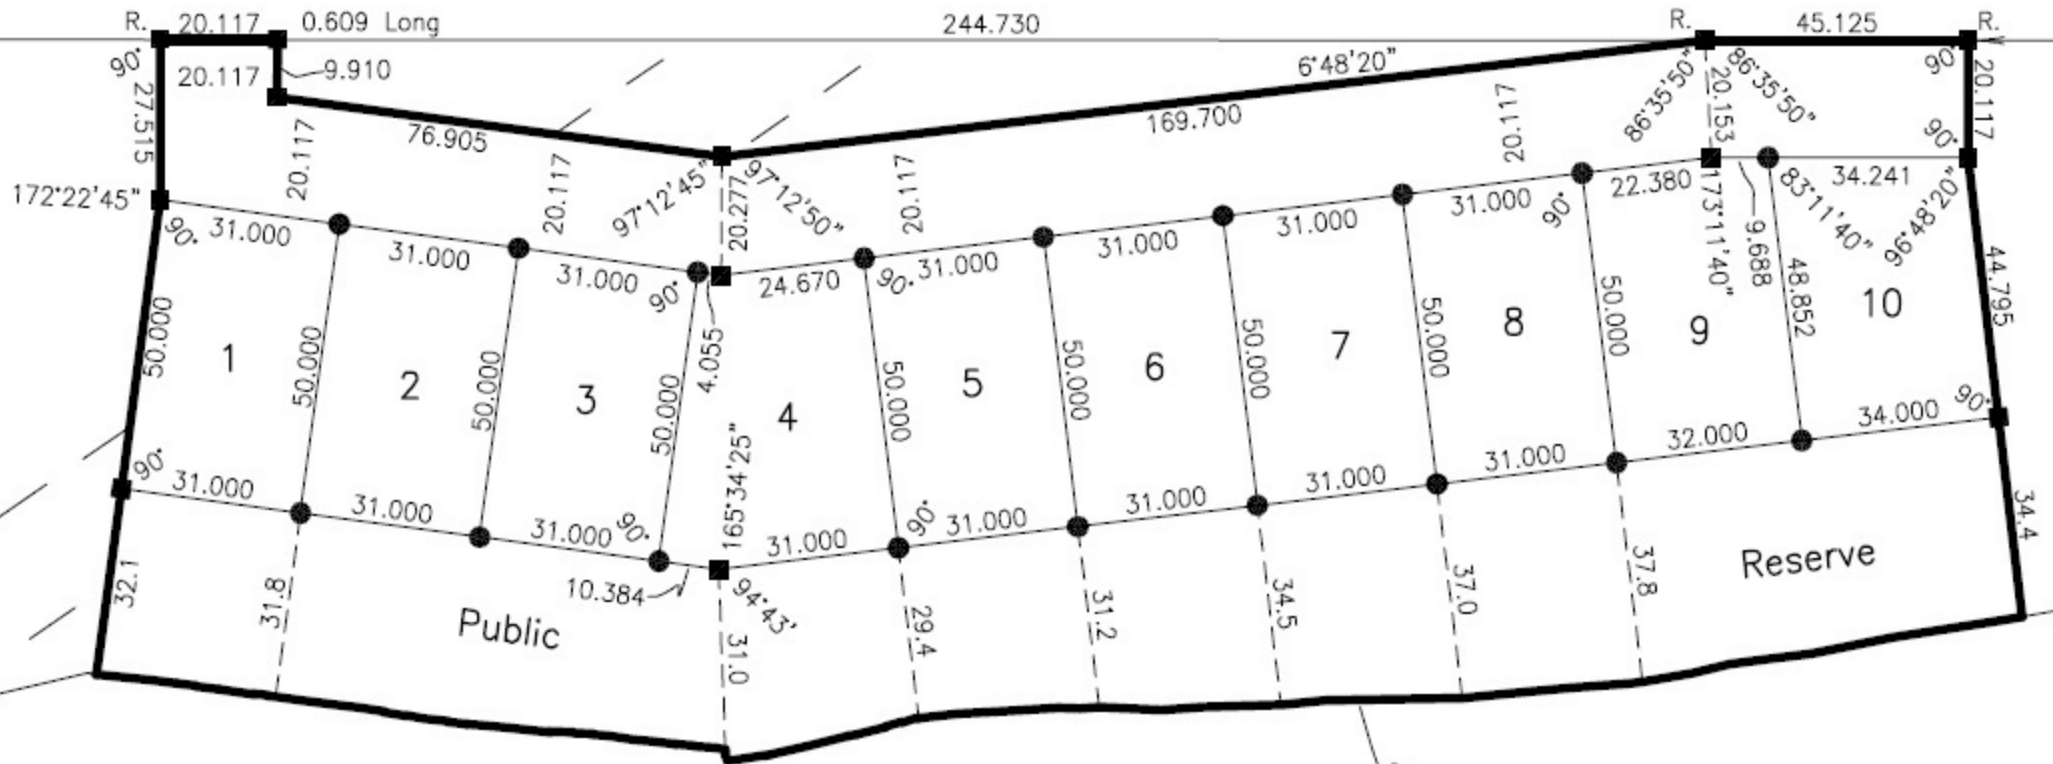 R. 20.117 0.609 Long 244.730 R. 45.125 R.
90° 20.117 9.910 6°48'20" 90°
27.515 76.905 169.700 86°35'50" 20.153 86°35'50" 20.117
20.117 20.117 97°12'45" 20.277 97°12'50" 20.117 20.117 90°
172°22'45" 90° 31.000 31.000 31.000 90° 4.055 24.670 90° 31.000 31.000 31.000 31.000 90° 22.380 173°11'40" 9.688 83°11'40" 34.241 96°48'20"
50.000 1 50.000 2 50.000 3 50.000 4 50.000 5 50.000 6 50.000 7 50.000 8 50.000 9 48.852 10 44.795
90° 31.000 31.000 31.000 90° 10.384 165°34'25" 31.000 90° 31.000 31.000 31.000 31.000 32.000 34.000 90°
94°43'
32.1 31.8 31.0 29.4 31.2 34.5 37.0 37.8 34.4
Public Reserve